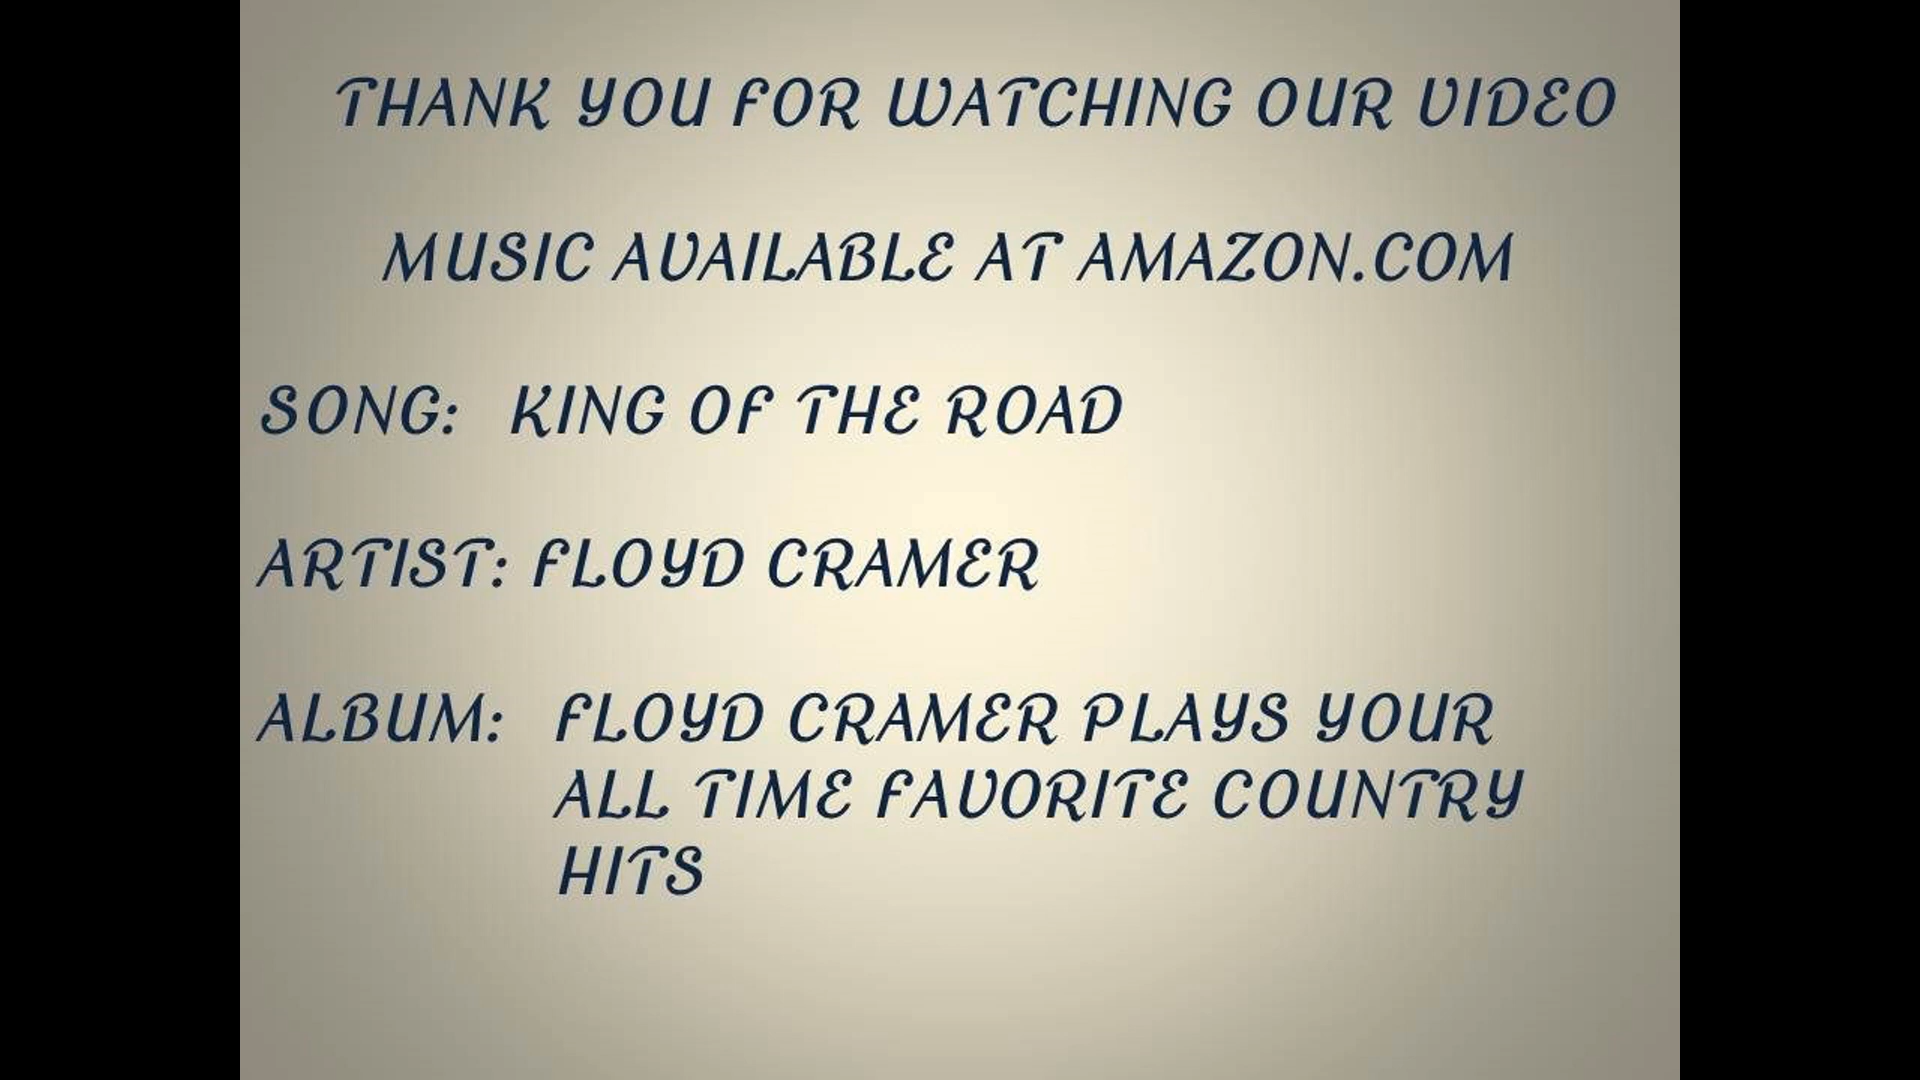 THANK YOU FOR WATCHING OUR VIDEO
MUSIC AVAILABLE AT AMAZON.COM
SONG: KING OF THE ROAD
ARTIST: FLOYD CRAMER
ALBUM: FLOYD CRAMER PLAYS YOUR
ALL TIME FAVORITE COUNTRY
HITS